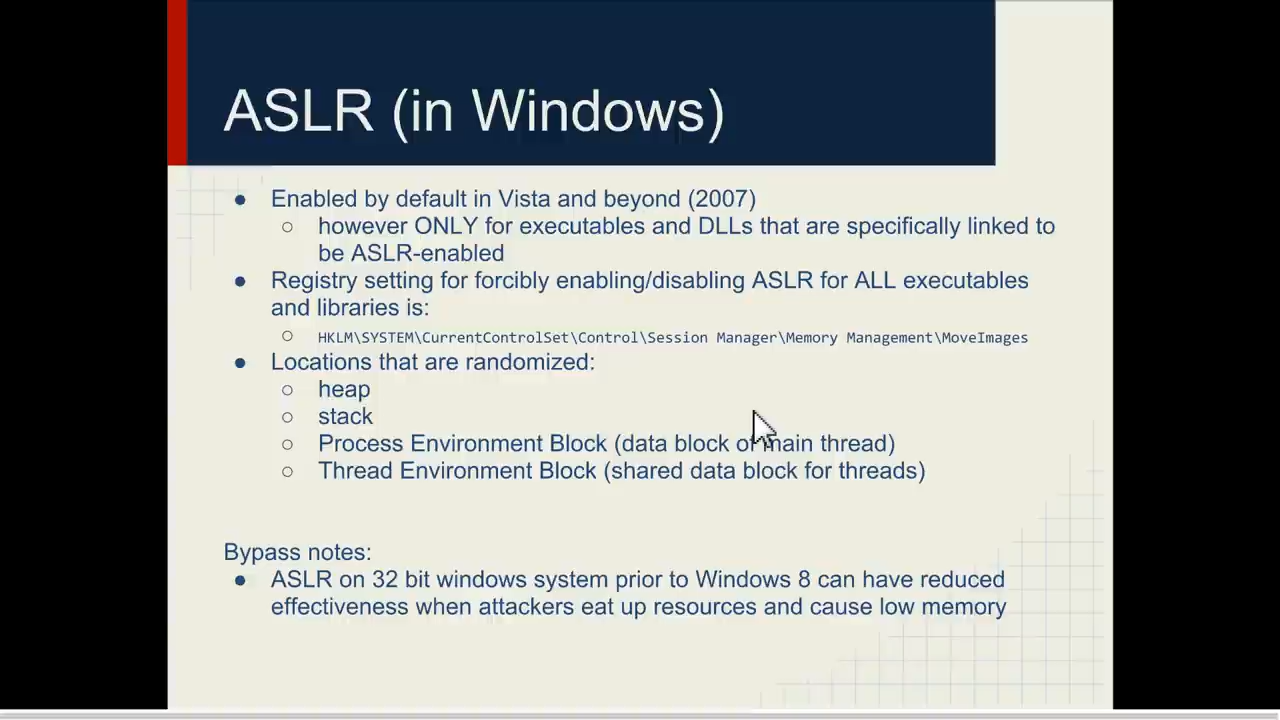 ASLR (in Windows)
● Enabled by default in Vista and beyond (2007)
○ however ONLY for executables and DLLs that are specifically linked to
be ASLR-enabled
● Registry setting for forcibly enabling/disabling ASLR for ALL executables
and libraries is:
○ HKLM\SYSTEM\CurrentControlSet\Control\Session Manager\Memory Management\MoveImages
● Locations that are randomized:
○ heap
○ stack
○ Process Environment Block (data block of main thread)
○ Thread Environment Block (shared data block for threads)
Bypass notes:
● ASLR on 32 bit windows system prior to Windows 8 can have reduced
effectiveness when attackers eat up resources and cause low memory